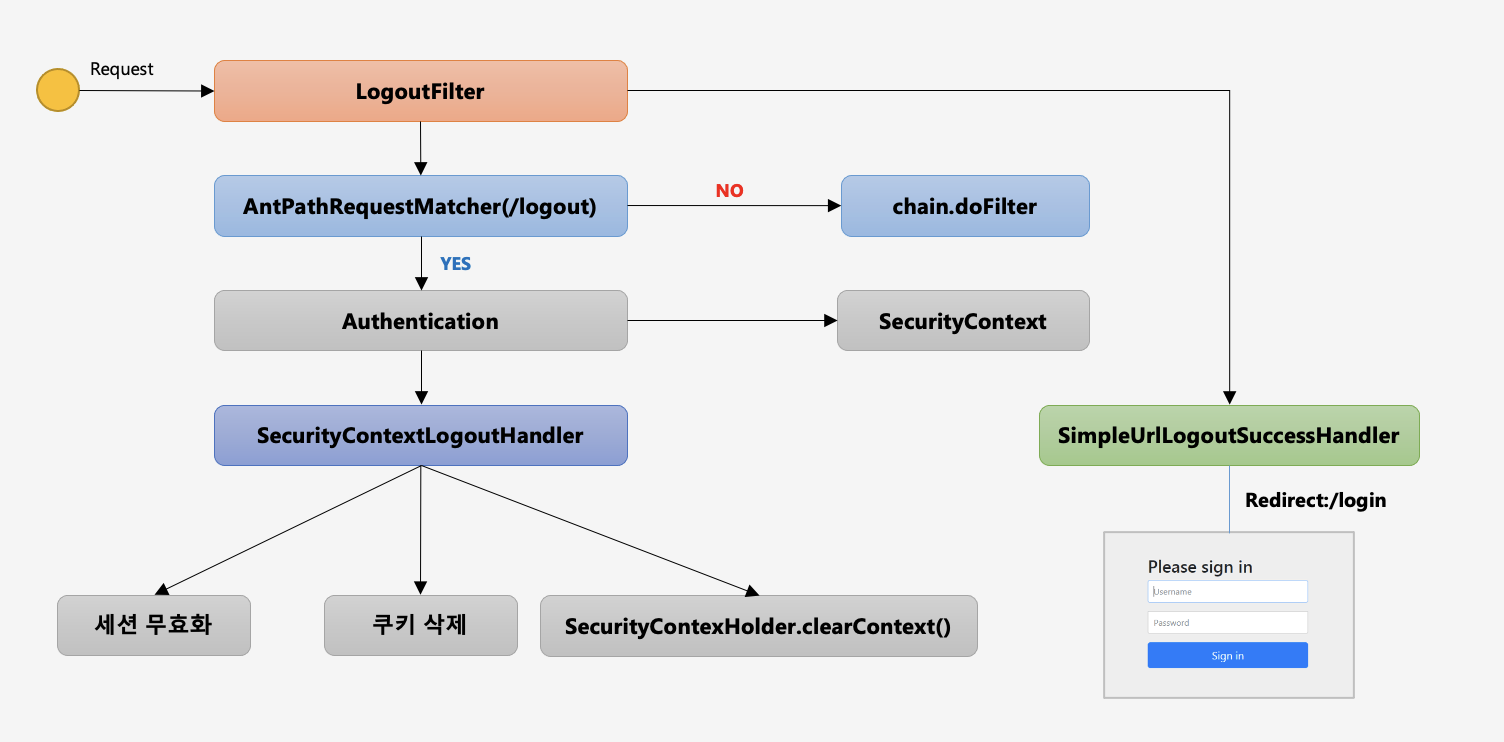 Request
LogoutFilter
AntPathRequestMatcher(/logout)
NO
chain.doFilter
YES
Authentication
SecurityContext
SecurityContextLogoutHandler
SimpleUrlLogoutSuccessHandler
Redirect:/login
세션 무효화
쿠키 삭제
SecurityContexHolder.clearContext()
Please sign in
Username
Password
Sign in